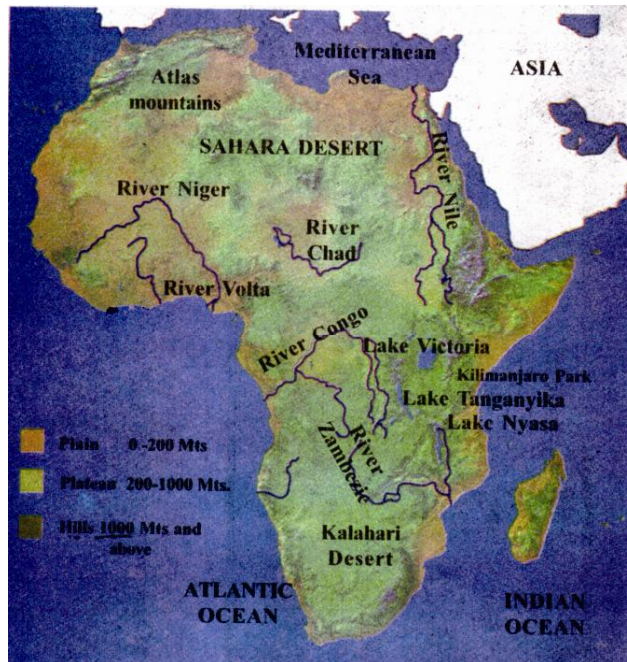 Mediterranean
Sea
ASIA
Atlas
mountains
SAHARA DESERT
River Nile
River Niger
River
Chad
River Volta
River Congo
Lake Victoria
Kilimanjaro Park
Lake Tanganyika
Lake Nyasa
River
Zambezie
Plain 0-200 Mts
Plateau 200-1000 Mts.
Hills 1000 Mts and
above
Kalahari
Desert
ATLANTIC
OCEAN
INDIAN
OCEAN